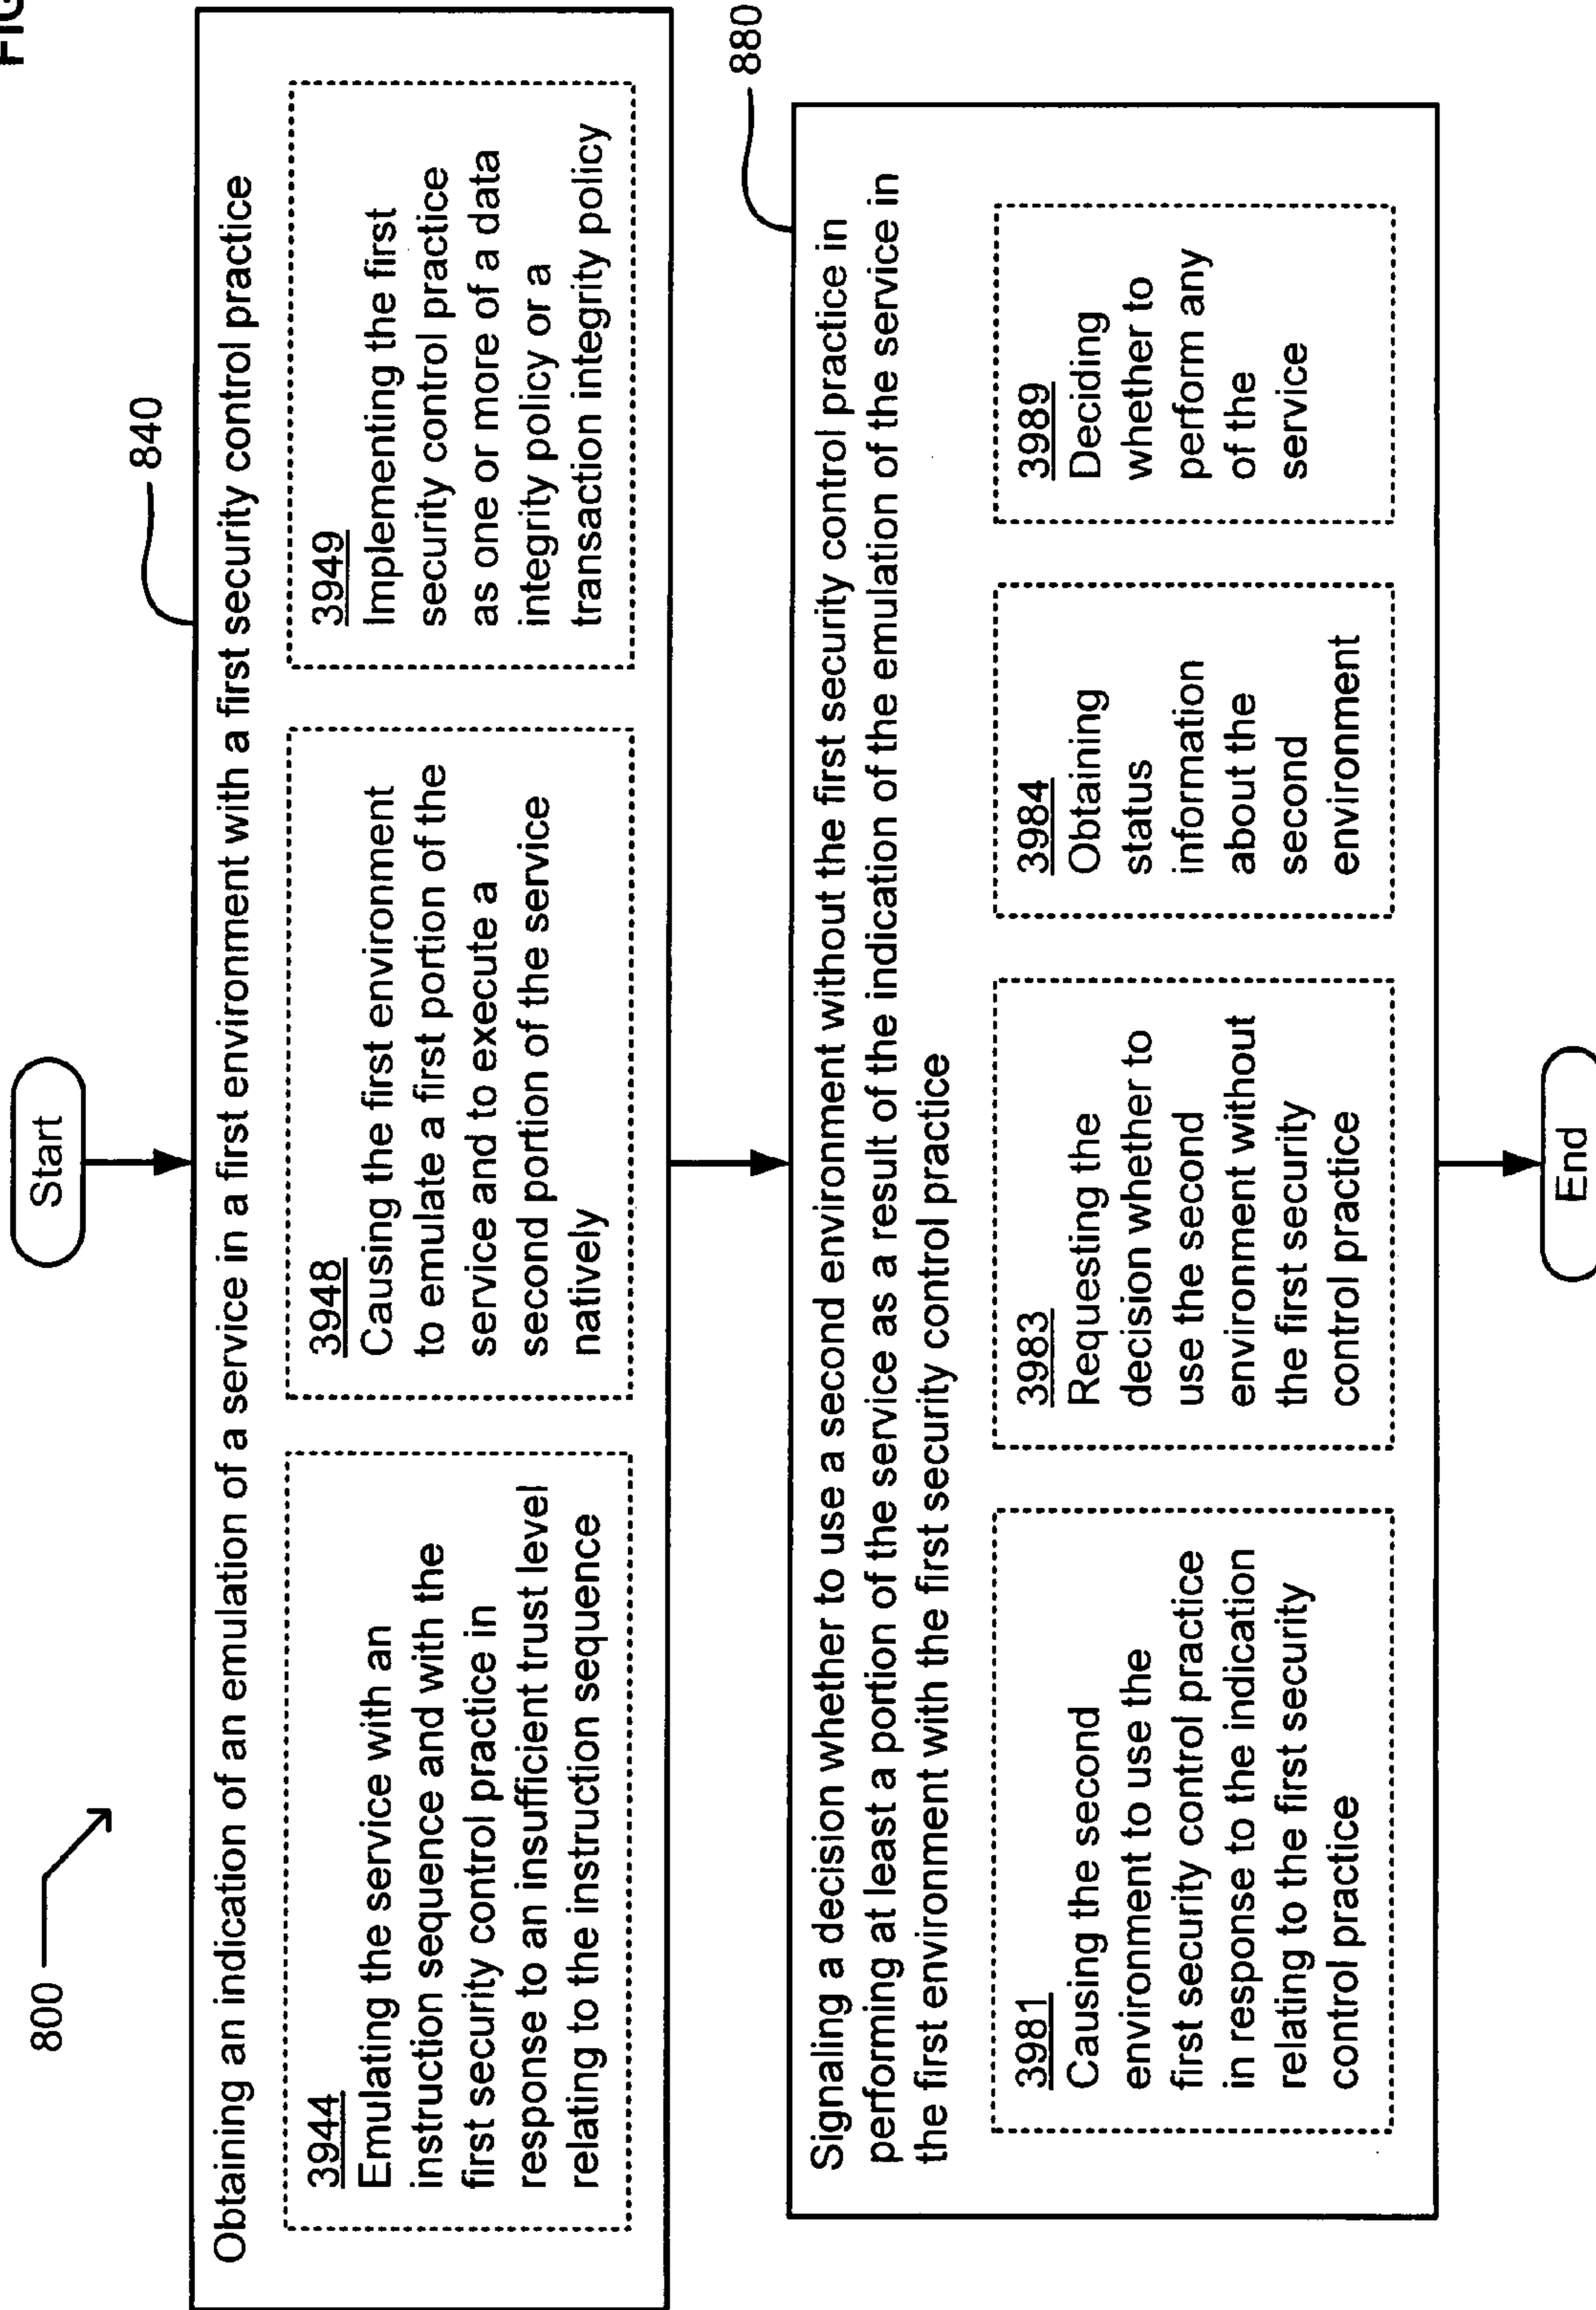 FIG
800
Start
840
Obtaining an indication of an emulation of a service in a first environment with a first security control practice
3944
Emulating the service with an
instruction sequence and with the
first security control practice in
response to an insufficient trust level
relating to the instruction sequence
3948
Causing the first environment
to emulate a first portion of the
service and to execute a
second portion of the service
natively
3949
Implementing the first
security control practice
as one or more of a data
integrity policy or a
transaction integrity policy
880
Signaling a decision whether to use a second environment without the first security control practice in
performing at least a portion of the service as a result of the indication of the emulation of the service in
the first environment with the first security control practice
3981
Causing the second
environment to use the
first security control practice
in response to the indication
relating to the first security
control practice
3983
Requesting the
decision whether to
use the second
environment without
the first security
control practice
3984
Obtaining
status
information
about the
second
environment
3989
Deciding
whether to
perform any
of the
service
End